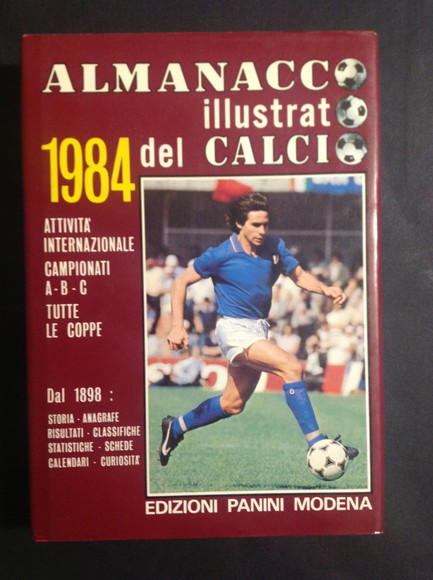 ALMANACCO
illustrato
1984 del CALCIO
ATTIVITA'
INTERNAZIONALE
CAMPIONATI
A - B - C
TUTTE
LE COPPE
Dal 1898 :
STORIA - ANAGRAFE
RISULTATI - CLASSIFICHE
STATISTICHE - SCHEDE
CALENDARI - CURIOSITA'
EDIZIONI PANINI MODENA